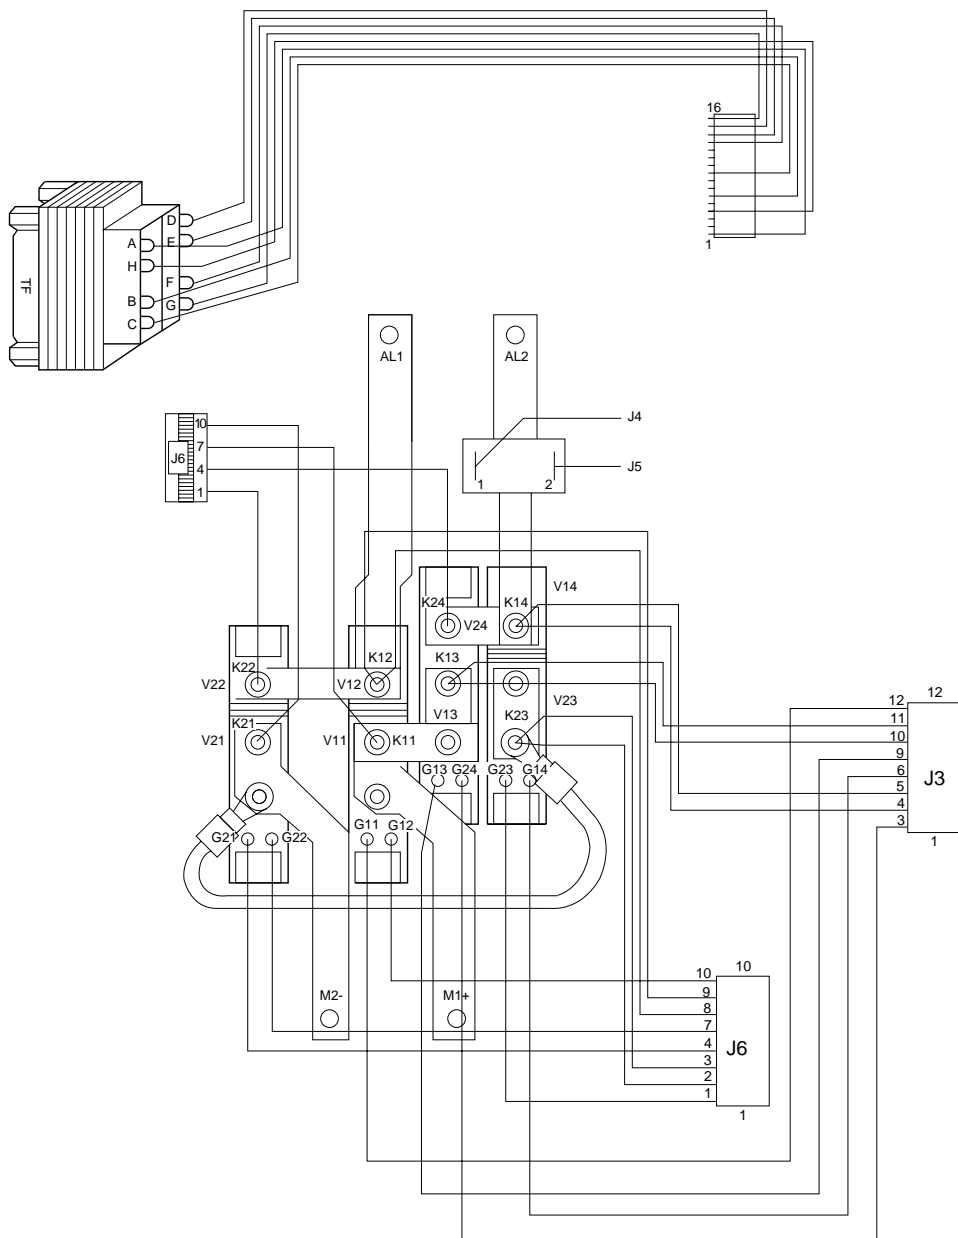 16
D
A
E
H
F
B
G
C
TF
1
AL1
AL2
J4
10
7
J6
4
1
J5
1
2
V14
K24
K14
V24
K22
K12
K13
V22
V12
V23
12
12
K21
V13
K23
11
V21
V11
K11
10
9
G13
G24
G23
G14
6
J3
5
4
G21
G22
G11
G12
3
1
M2-
M1+
10
10
9
8
7
4
J6
3
2
1
1